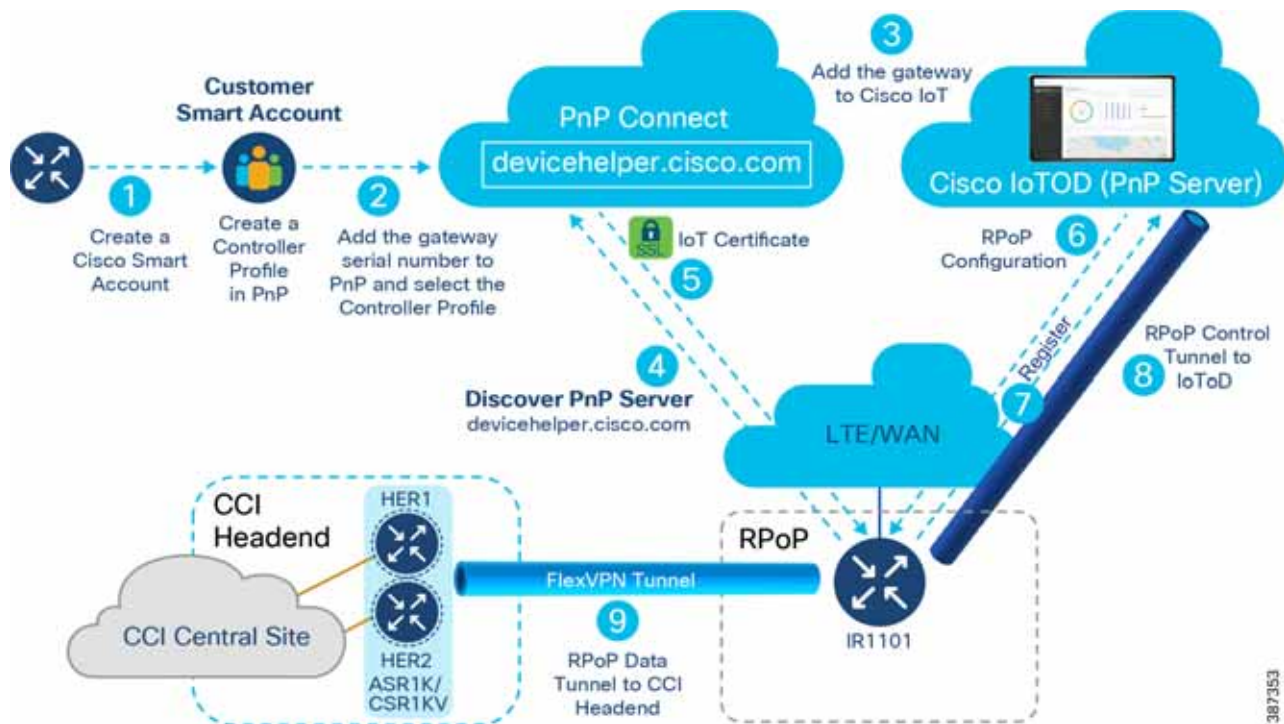 Customer
Smart Account
1
Create a
Cisco Smart
Account
Create a
Controller
Profile
in PnP
2
Add the gateway
serial number to
PnP and select the
Controller Profile
PnP Connect
devicehelper.cisco.com
3
Add the gateway
to Cisco IoT
Cisco IoTOD (PnP Server)
SSL
IoT Certificate
5
4
Discover PnP Server
devicehelper.cisco.com
6
RPoP
Configuration
Register
7
RPoP Control
Tunnel to
IoToD
8
LTE/WAN
CCI
Headend
HER1
HER2
ASR1K/
CSR1KV
CCI Central Site
FlexVPN Tunnel
9
RPoP Data
Tunnel to CCI
Headend
RPoP
IR1101
387353